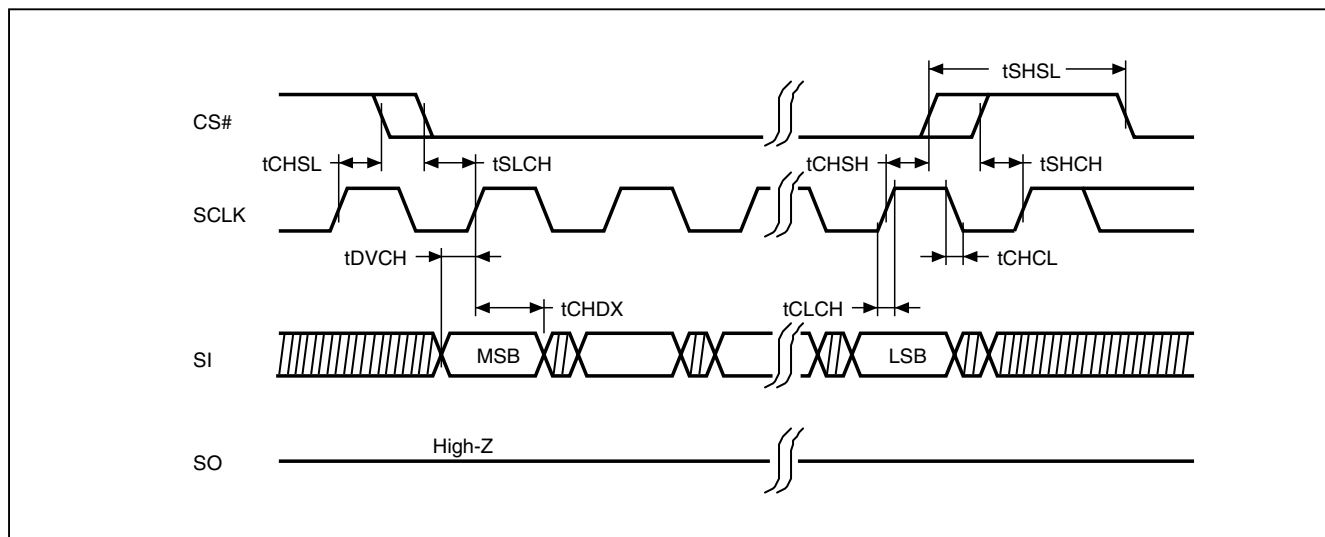 tSHSL
CS#
tCHSL
tSLCH
tCHSH
tSHCH
SCLK
tDVCH
tCHCL
tCHDX
tCLCH
SI
MSB
LSB
High-Z
SO